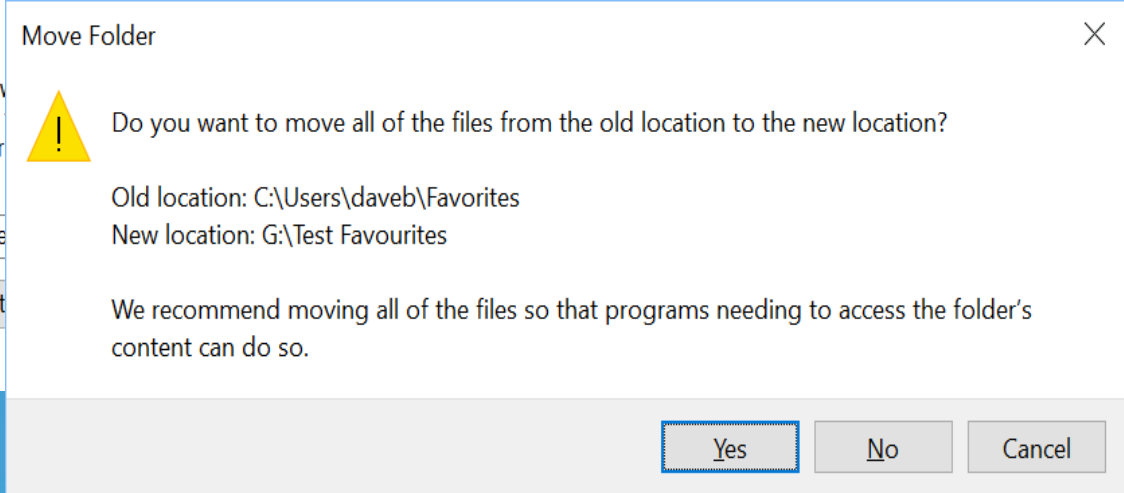 Move Folder
Do you want to move all of the files from the old location to the new location?
Old location: C:\Users\daveb\Favorites
New location: G:\Test Favourites
We recommend moving all of the files so that programs needing to access the folder's
content can do so.
Yes No Cancel